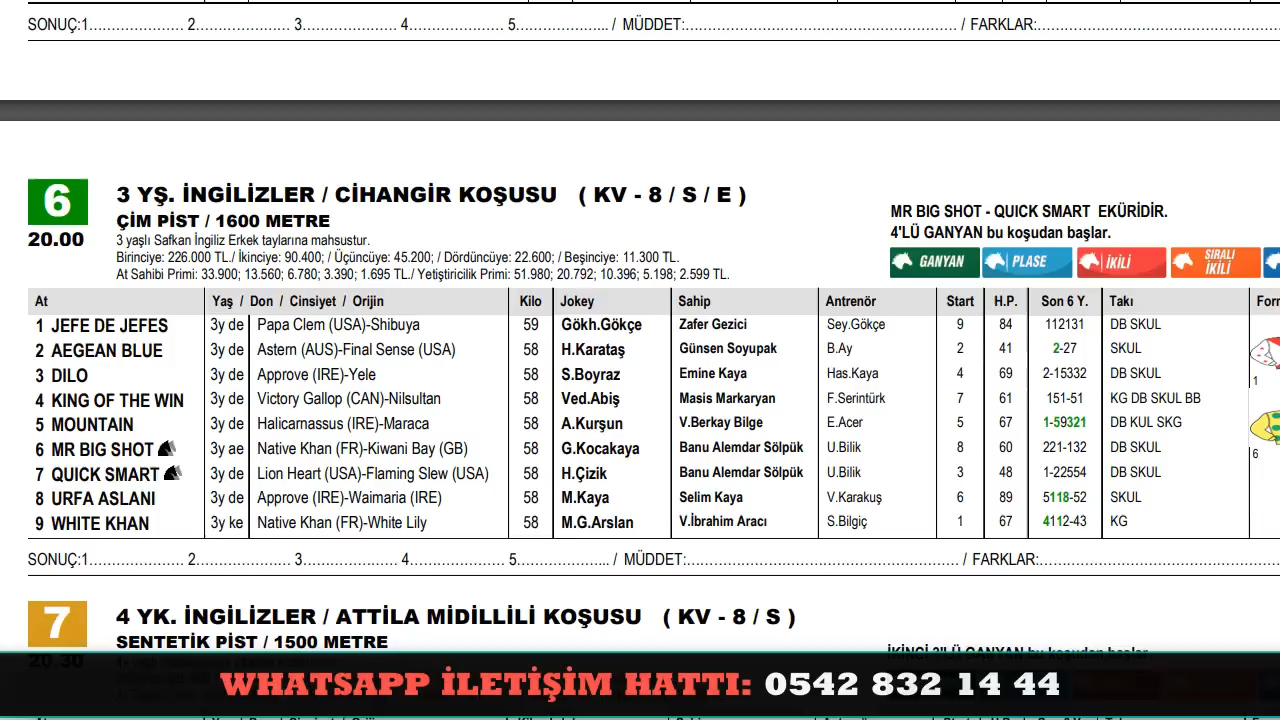 SONUÇ:1..................... 2..................... 3..................... 4..................... 5..................... / MÜDDET:............................................................. / FARKLAR:......................................................
6 3 YŞ. İNGİLİZLER / CİHANGİR KOŞUSU ( KV - 8 / S / E )
20.00 ÇİM PİST / 1600 METRE
3 yaşlı Safkan İngiliz Erkek taylarına mahsustur.
Birinciye: 226.000 TL./ İkinciye: 90.400; / Üçüncüye: 45.200; / Dördüncüye: 22.600; / Beşinciye: 11.300 TL.
At Sahibi Primi: 33.900; 13.560; 6.780; 3.390; 1.695 TL./ Yetiştiricilik Primi: 51.980; 20.792; 10.396; 5.198; 2.599 TL.
MR BIG SHOT - QUICK SMART EKÜRİDİR.
4'LÜ GANYAN bu koşudan başlar.
GANYAN PLASE İKİLİ SIRALI İKİLİ
At Yaş / Don / Cinsiyet / Orijin Kilo Jokey Sahip Antrenör Start H.P. Son 6 Y. Takı Form
1 JEFE DE JEFES 3y de Papa Clem (USA)-Shibuya 59 Gökh.Gökçe Zafer Gezici Sey.Gökçe 9 84 112131 DB SKUL
2 AEGEAN BLUE 3y de Astern (AUS)-Final Sense (USA) 58 H.Karataş Günsen Soyupak B.Ay 2 41 2-27 SKUL
3 DILO 3y de Approve (IRE)-Yele 58 S.Boyraz Emine Kaya Has.Kaya 4 69 2-15332 DB SKUL
1
4 KING OF THE WIN 3y de Victory Gallop (CAN)-Nilsultan 58 Ved.Abiş Masis Markaryan F.Serintürk 7 61 151-51 KG DB SKUL BB
5 MOUNTAIN 3y de Halicarnassus (IRE)-Maraca 58 A.Kurşun V.Berkay Bilge E.Acer 5 67 1-59321 DB KUL SKG
6 MR BIG SHOT 3y ae Native Khan (FR)-Kiwani Bay (GB) 58 G.Kocakaya Banu Alemdar Sölpük U.Bilik 8 60 221-132 DB SKUL
6
7 QUICK SMART 3y de Lion Heart (USA)-Flaming Slew (USA) 58 H.Çizik Banu Alemdar Sölpük U.Bilik 3 48 1-22554 DB SKUL
8 URFA ASLANI 3y de Approve (IRE)-Waimaria (IRE) 58 M.Kaya Selim Kaya V.Karakuş 6 89 5118-52 SKUL
9 WHITE KHAN 3y ke Native Khan (FR)-White Lily 58 M.G.Arslan V.İbrahim Aracı S.Bilgiç 1 67 4112-43 KG
SONUÇ:1..................... 2..................... 3..................... 4..................... 5..................... / MÜDDET:............................................................. / FARKLAR:......................................................
7 4 YK. İNGİLİZLER / ATTİLA MİDİLLİLİ KOŞUSU ( KV - 8 / S )
SENTETİK PİST / 1500 METRE
20.30
İKİNCİ 3'LÜ GANYAN bu koşudan başlar.
WHATSAPP İLETİŞİM HATTI: 0542 832 14 44